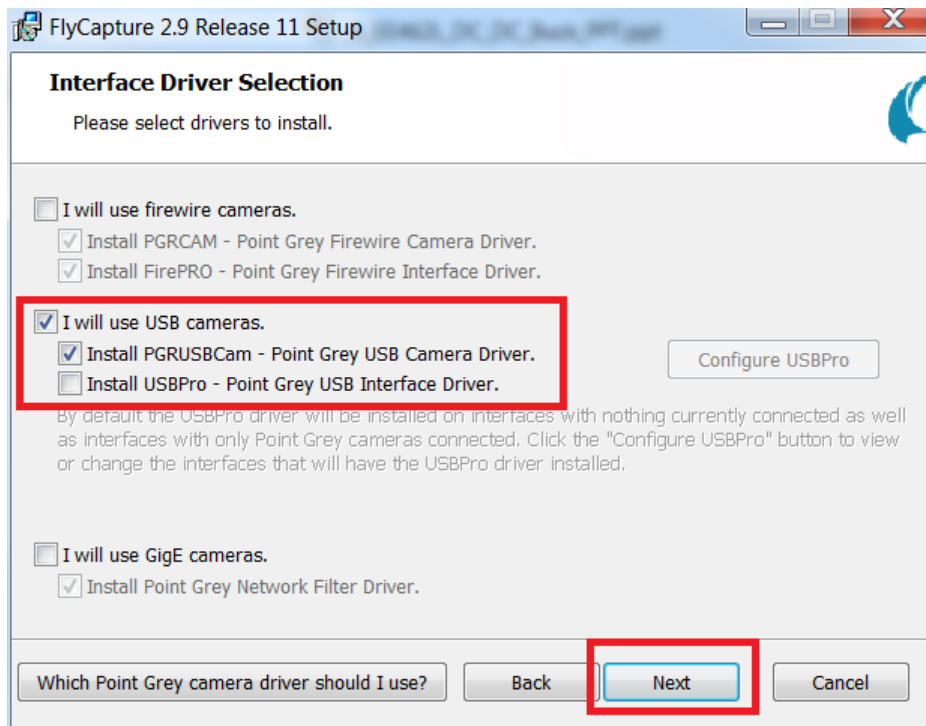 FlyCapture 2.9 Release 11 Setup
Interface Driver Selection
Please select drivers to install.
I will use firewire cameras.
Install PGRCAM - Point Grey Firewire Camera Driver.
Install FirePRO - Point Grey Firewire Interface Driver.
I will use USB cameras.
Install PGRUSBCam - Point Grey USB Camera Driver.
Configure USBPro
Install USBPro - Point Grey USB Interface Driver.
By default the USBPro driver will be installed on interfaces with nothing currently connected as well
as interfaces with only Point Grey cameras connected. Click the "Configure USBPro" button to view
or change the interfaces that will have the USBPro driver installed.
I will use GigE cameras.
Install Point Grey Network Filter Driver.
Which Point Grey camera driver should I use? Back Next Cancel